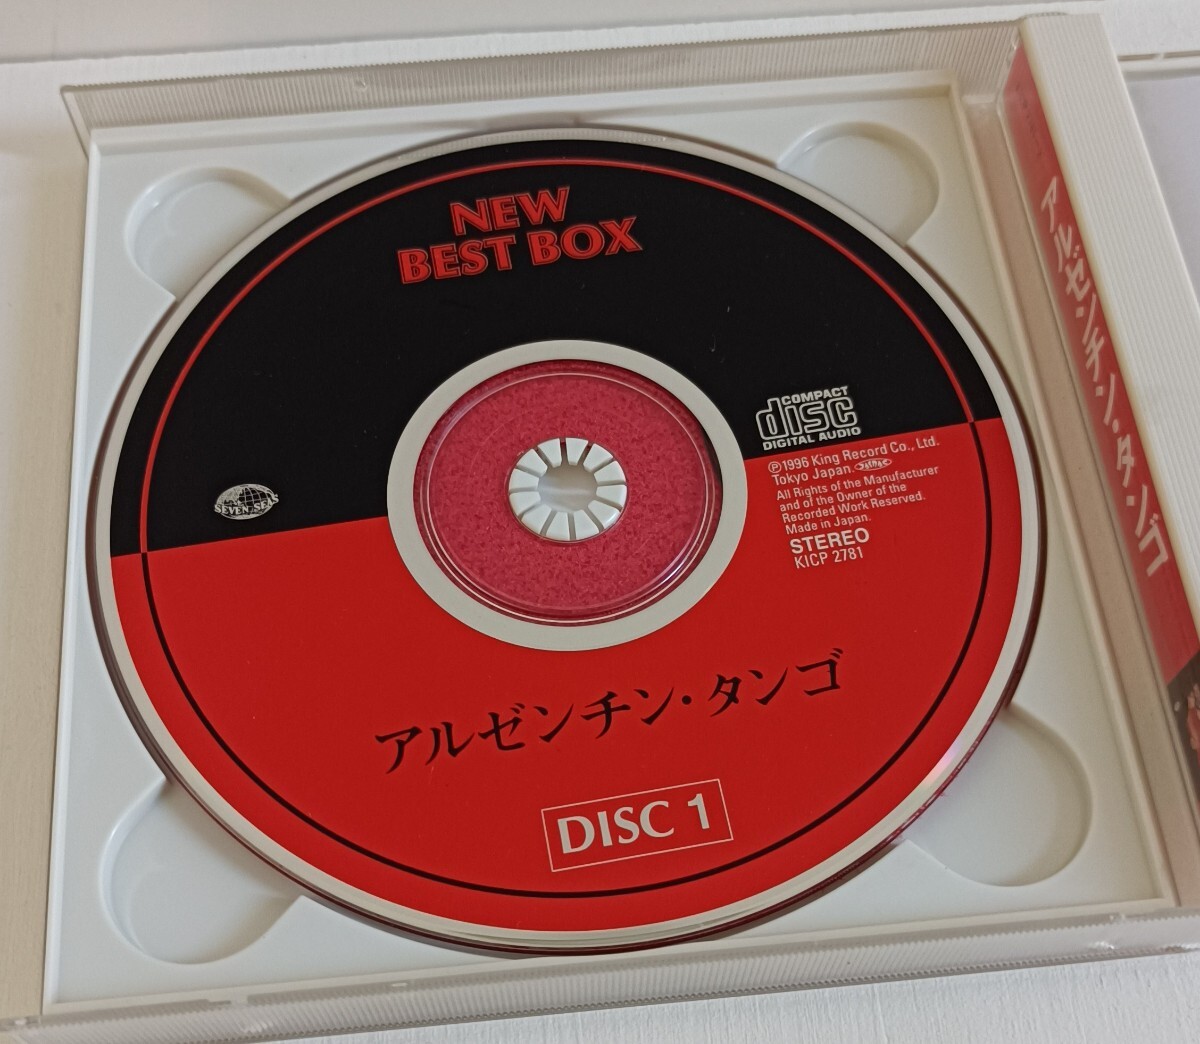 NEW
BEST BOX
COMPACT
disc
DIGITAL AUDIO
SEVEN SEAS
Ⓟ1996 King Record Co., Ltd.
Tokyo Japan. JASRAC
All Rights of the Manufacturer
and of the Owner of the
Recorded Work Reserved.
Made in Japan.
STEREO
KICP 2781
アルゼンチン・タンゴ
DISC 1
アルゼンチン・タンゴ